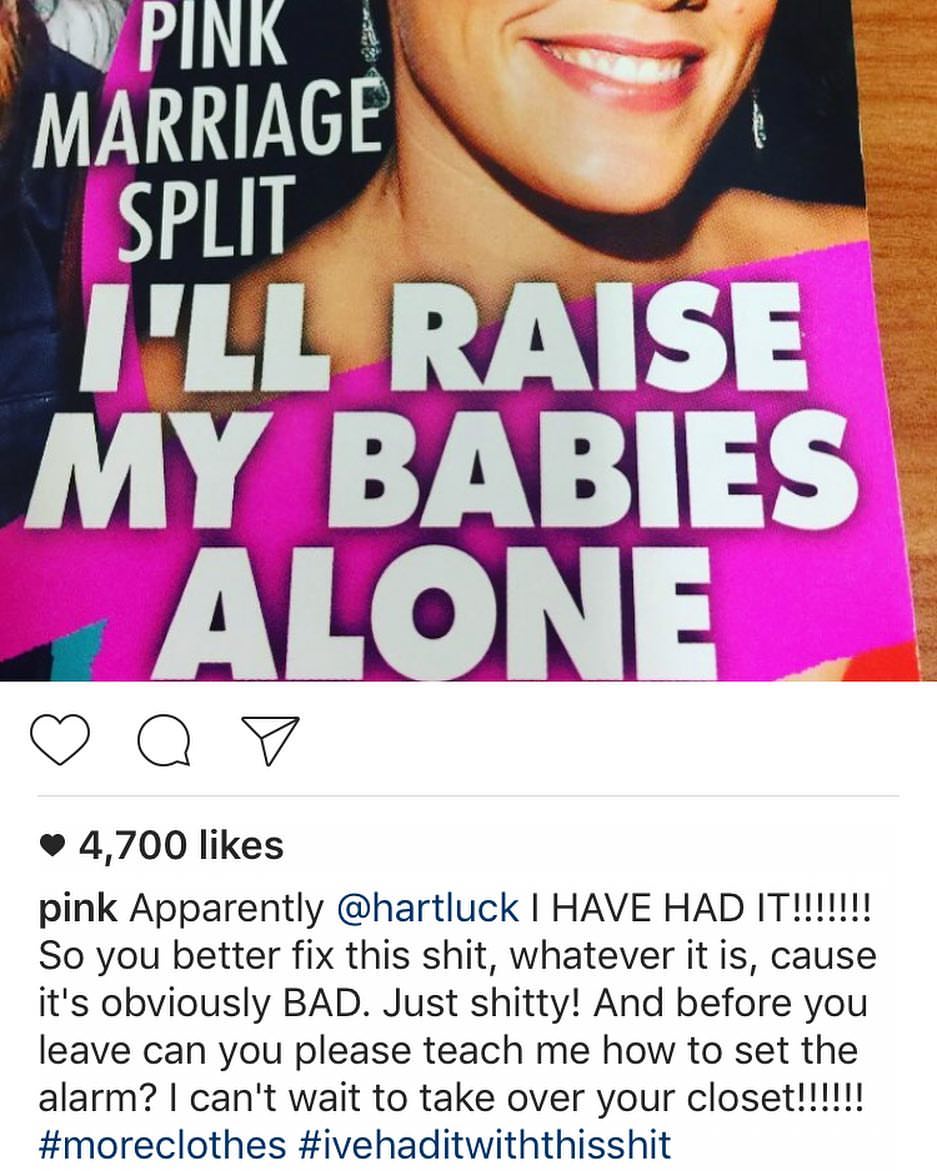 PINK
MARRIAGE
SPLIT
I'LL RAISE
MY BABIES
ALONE
4,700 likes
pink Apparently @hartluck I HAVE HAD IT!!!!!!!
So you better fix this shit, whatever it is, cause
it's obviously BAD. Just shitty! And before you
leave can you please teach me how to set the
alarm? I can't wait to take over your closet!!!!!!
#moreclothes #ivehaditwiththisshit